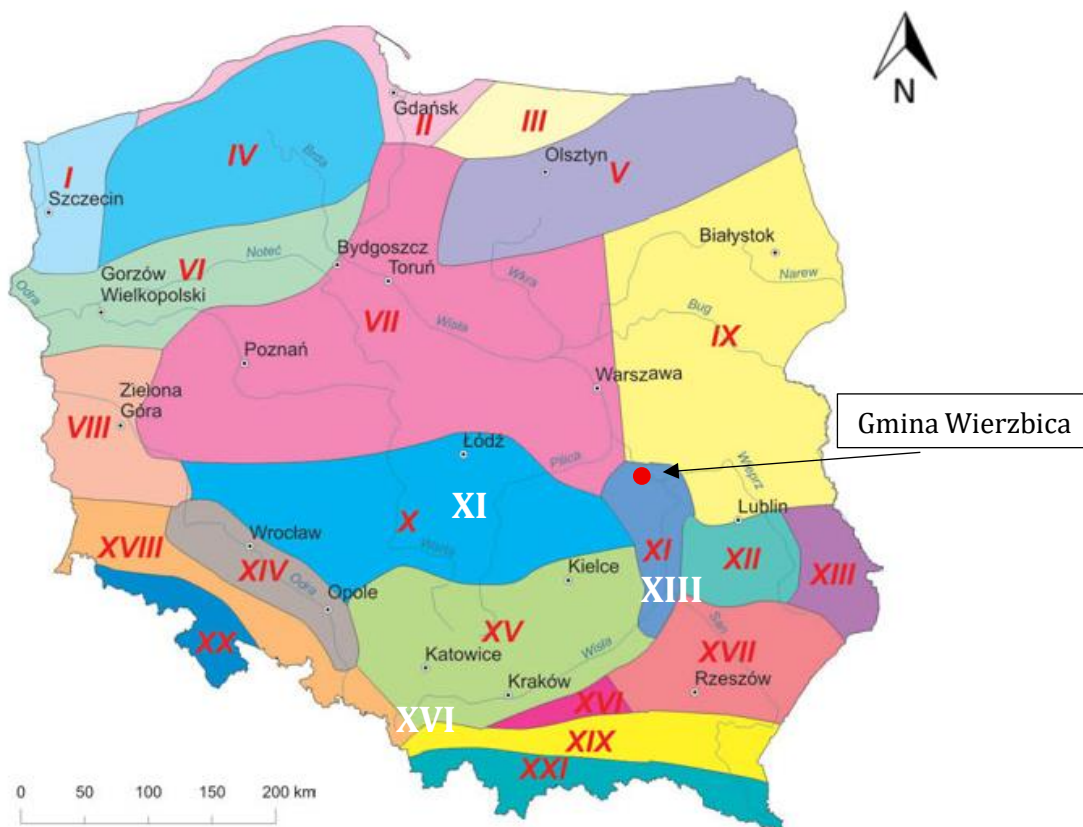 N
Gdańsk
II
III
IV
Brda
Olsztyn
V
I
Szczecin
Białystok
Narew
Bydgoszcz
Toruń
Noteć
VI
Gorzów
Wielkopolski
Odra
Wkra
Bug
VII
Wisła
IX
Poznań
Warszawa
Zielona
Góra
VIII
Gmina Wierzbica
Łódź
Pilica
Wieprz
XI
X
Lublin
Wrocław
XVIII
XIV
Warta
XI
XII
XIII
Kielce
XIII
Odra
Opole
XV
San
XX
Katowice
Wisła
XVII
Kraków
Rzeszów
XVI
XVI
XIX
XXI
0 50 100 150 200 km